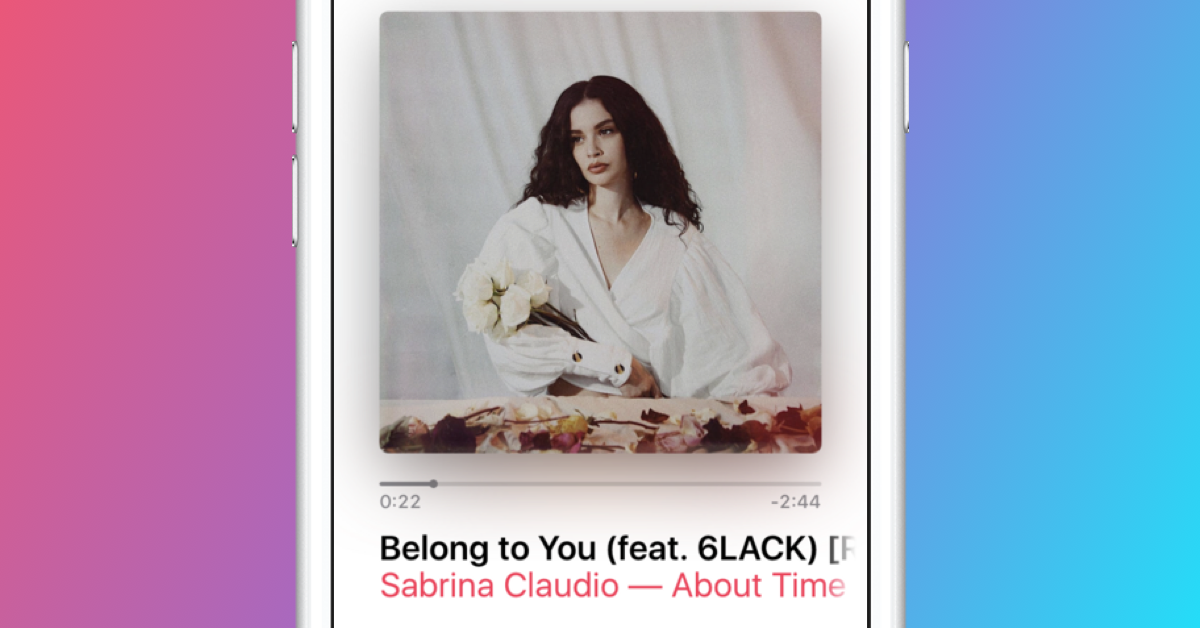 0:22
-2:44
Belong to You (feat. 6LACK) [R
Sabrina Claudio — About Time